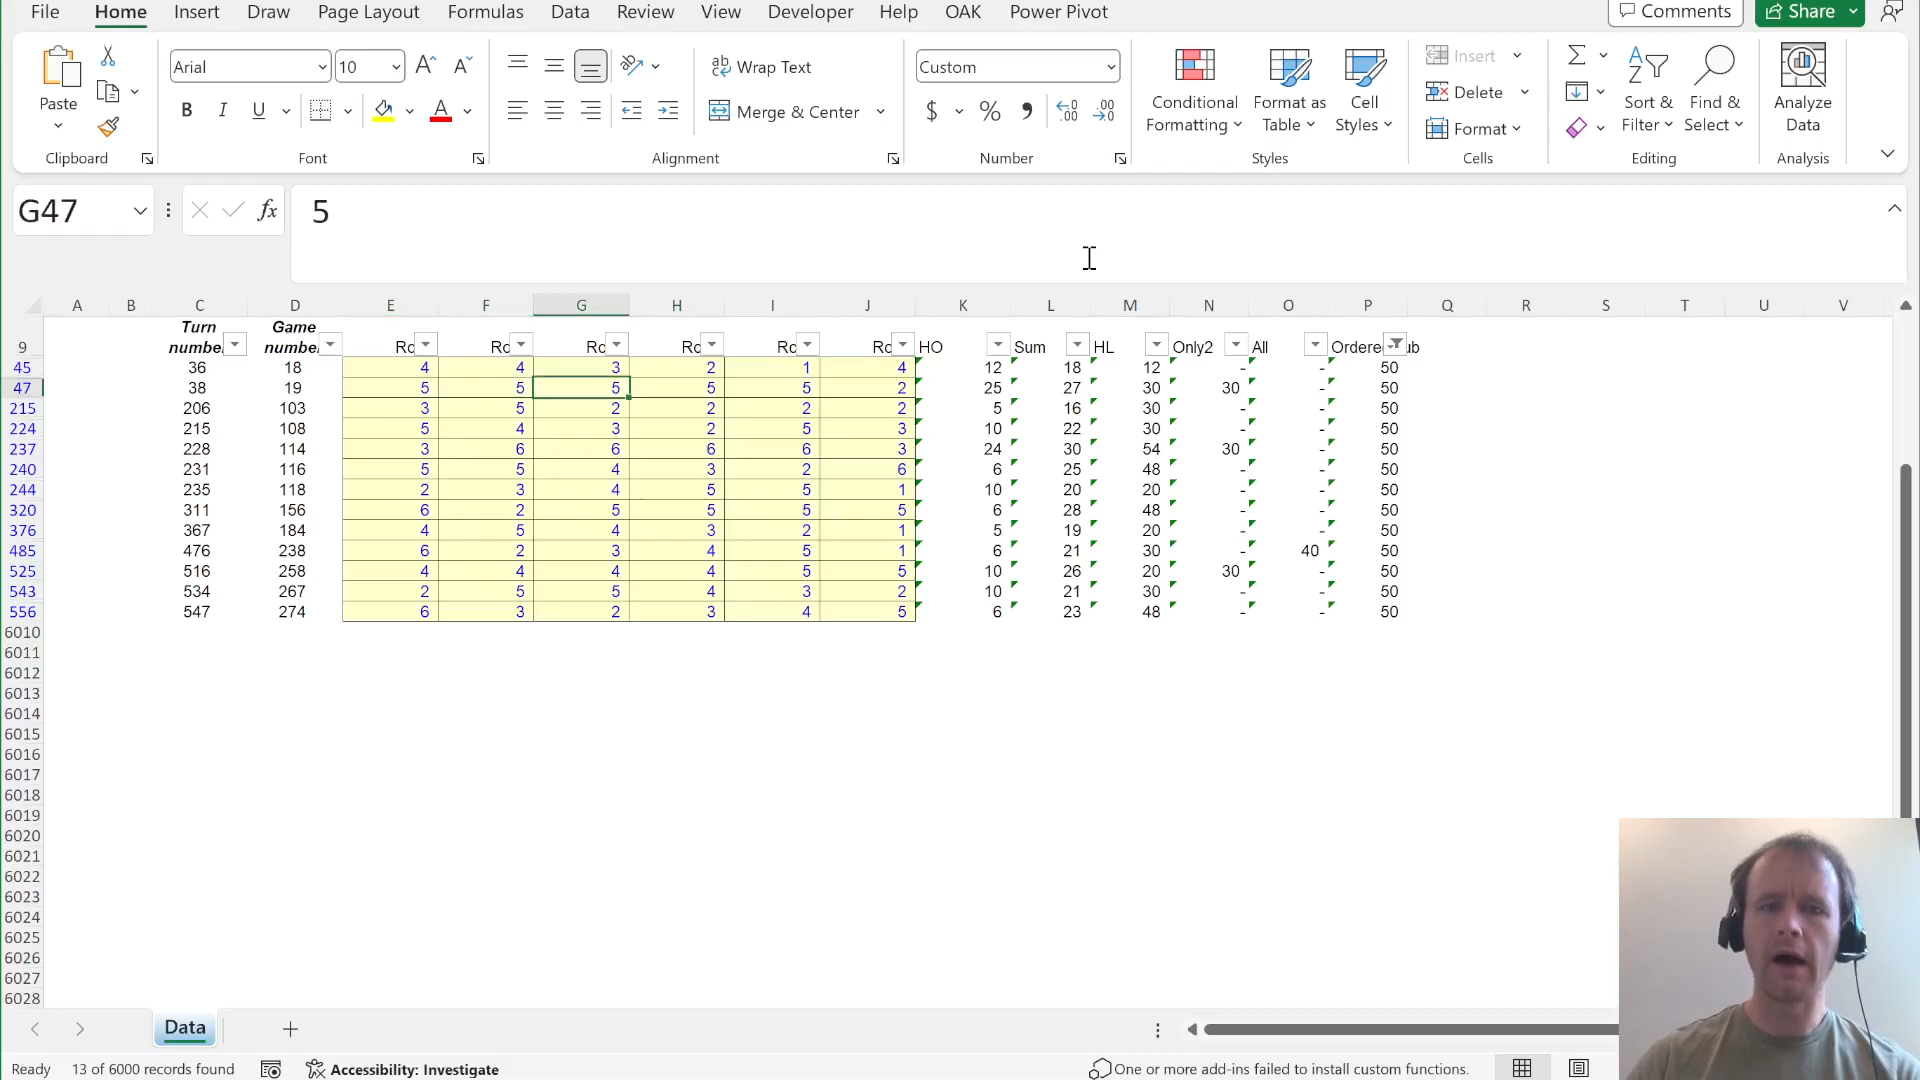 File Home Insert Draw Page Layout Formulas Data Review View Developer Help OAK Power Pivot Comments Share
Paste Arial 10 Wrap Text Custom Conditional Formatting Format as Table Cell Styles Insert Sort & Filter Find & Select Analyze Data
B I U A Merge & Center $ % Delete
Format
Clipboard Font Alignment Number Styles Cells Editing Analysis
G47 fx 5
A B C D E F G H I J K L M N O P Q R S T U V
Turn Game
9 numbe numbe Ro Ro Ro Ro Ro Ro HO Sum HL Only2 All Ordere ub
45 36 18 4 4 3 2 1 4 12 18 12 - - 50
47 38 19 5 5 5 5 5 2 25 27 30 30 - 50
215 206 103 3 5 2 2 2 2 5 16 30 - - 50
224 215 108 5 4 3 2 5 3 10 22 30 - - 50
237 228 114 3 6 6 6 6 3 24 30 54 30 - 50
240 231 116 5 5 4 3 2 6 6 25 48 - - 50
244 235 118 2 3 4 5 5 1 10 20 20 - - 50
320 311 156 6 2 5 5 5 5 6 28 48 - - 50
376 367 184 4 5 4 3 2 1 5 19 20 - - 50
485 476 238 6 2 3 4 5 1 6 21 30 - 40 50
525 516 258 4 4 4 4 5 5 10 26 20 30 - 50
543 534 267 2 5 5 4 3 2 10 21 30 - - 50
556 547 274 6 3 2 3 4 5 6 23 48 - - 50
6010
6011
6012
6013
6014
6015
6016
6017
6018
6019
6020
6021
6022
6023
6024
6025
6026
6027
6028
Data
Ready 13 of 6000 records found Accessibility: Investigate One or more add-ins failed to install custom functions.